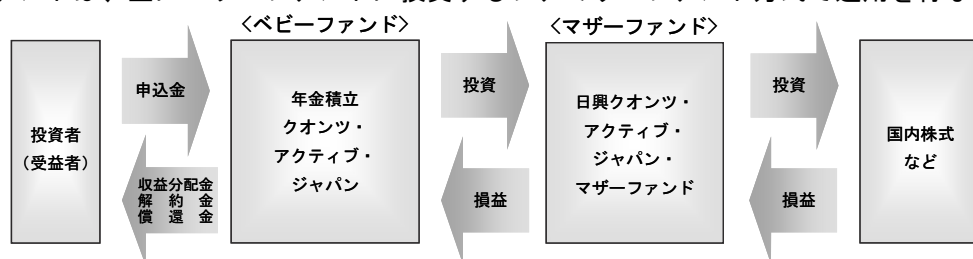 〈ベビーファンド〉
〈マザーファンド〉
投資者
（受益者）
申込金
収益分配金
解約金
償還金
年金積立
クオンツ・
アクティブ・
ジャパン
投資
損益
日興クオンツ・
アクティブ・
ジャパン・
マザーファンド
投資
損益
国内株式
など